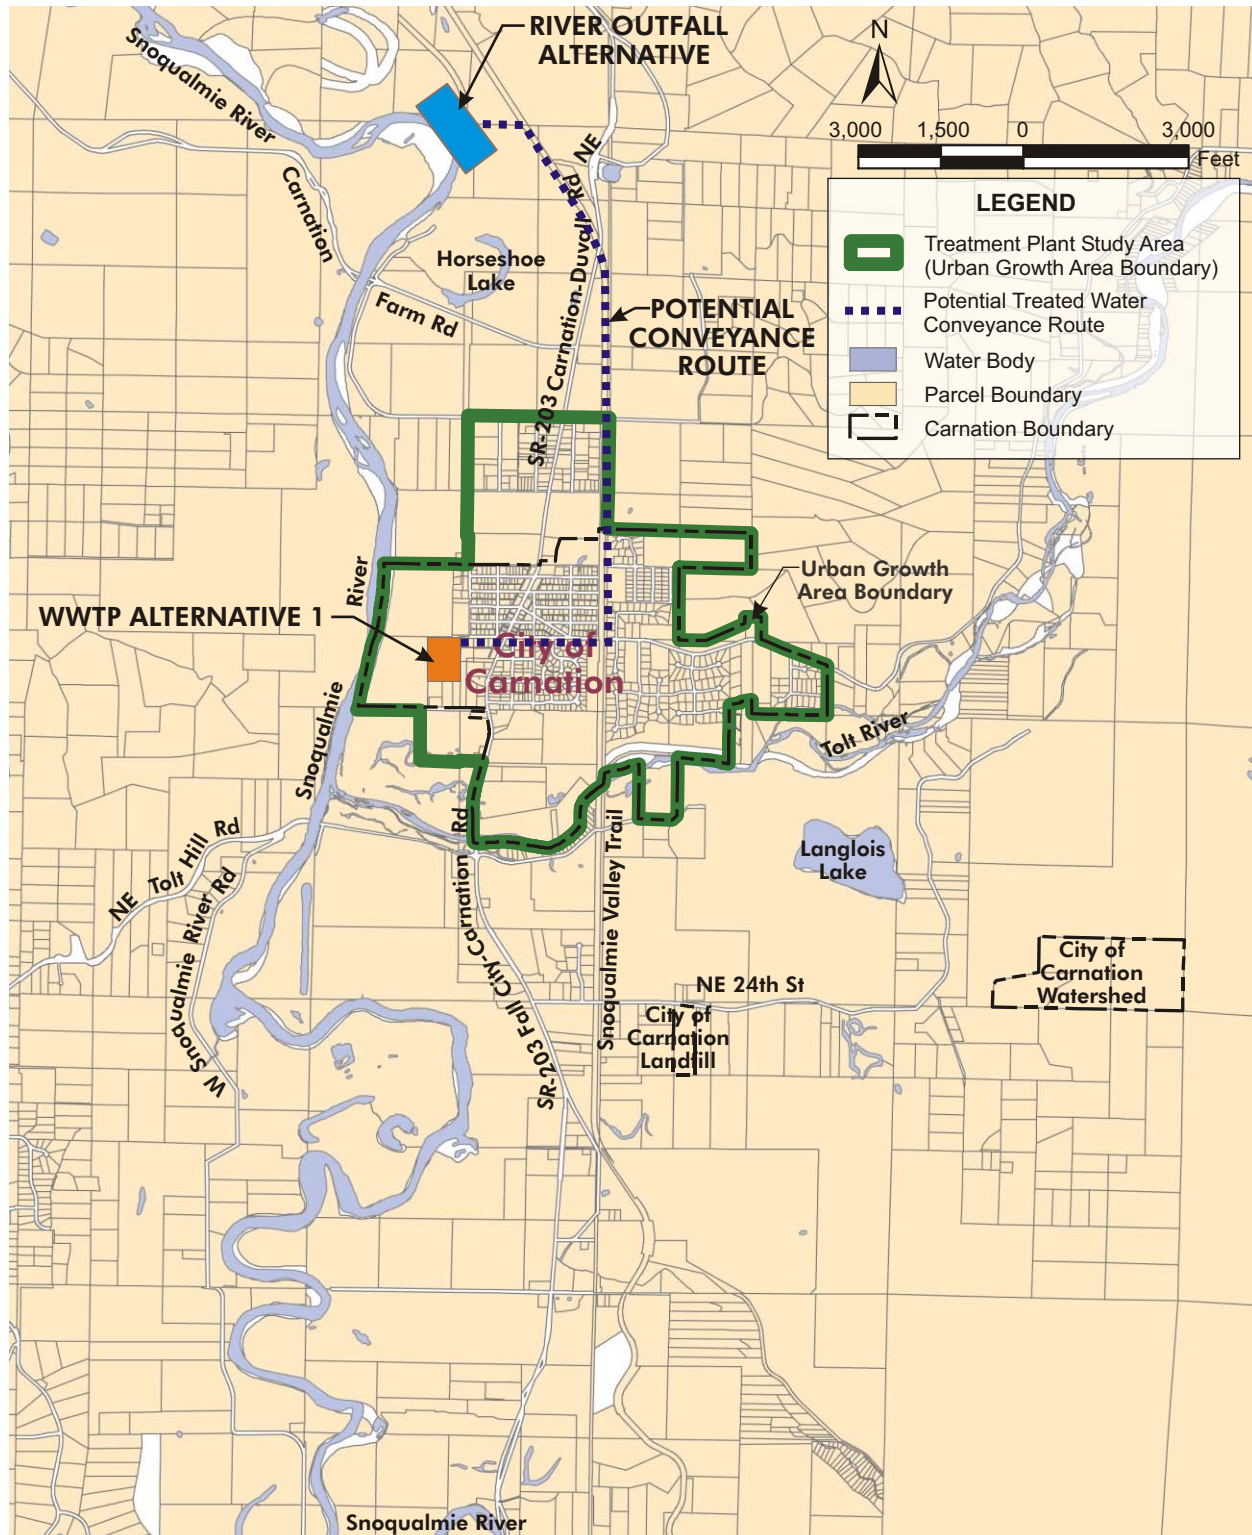 RIVER OUTFALL
ALTERNATIVE
N
Snoqualmie River
3,000 1,500 0 3,000
Feet
LEGEND
Treatment Plant Study Area
(Urban Growth Area Boundary)
Potential Treated Water
Conveyance Route
Water Body
Parcel Boundary
Carnation Boundary
Carnation
Farm Rd
Horseshoe
Lake
SR-203 Carnation-Duvall Rd NE
POTENTIAL
CONVEYANCE
ROUTE
Urban Growth
Area Boundary
WWTP ALTERNATIVE 1
City of
Carnation
Snoqualmie River
Tolt River
NE Tolt Hill Rd
W Snoqualmie River Rd
SR-203 Fall City-Carnation Rd
Snoqualmie Valley Trail
Langlois
Lake
NE 24th St
City of
Carnation
Landfill
City of
Carnation
Watershed
Snoqualmie River